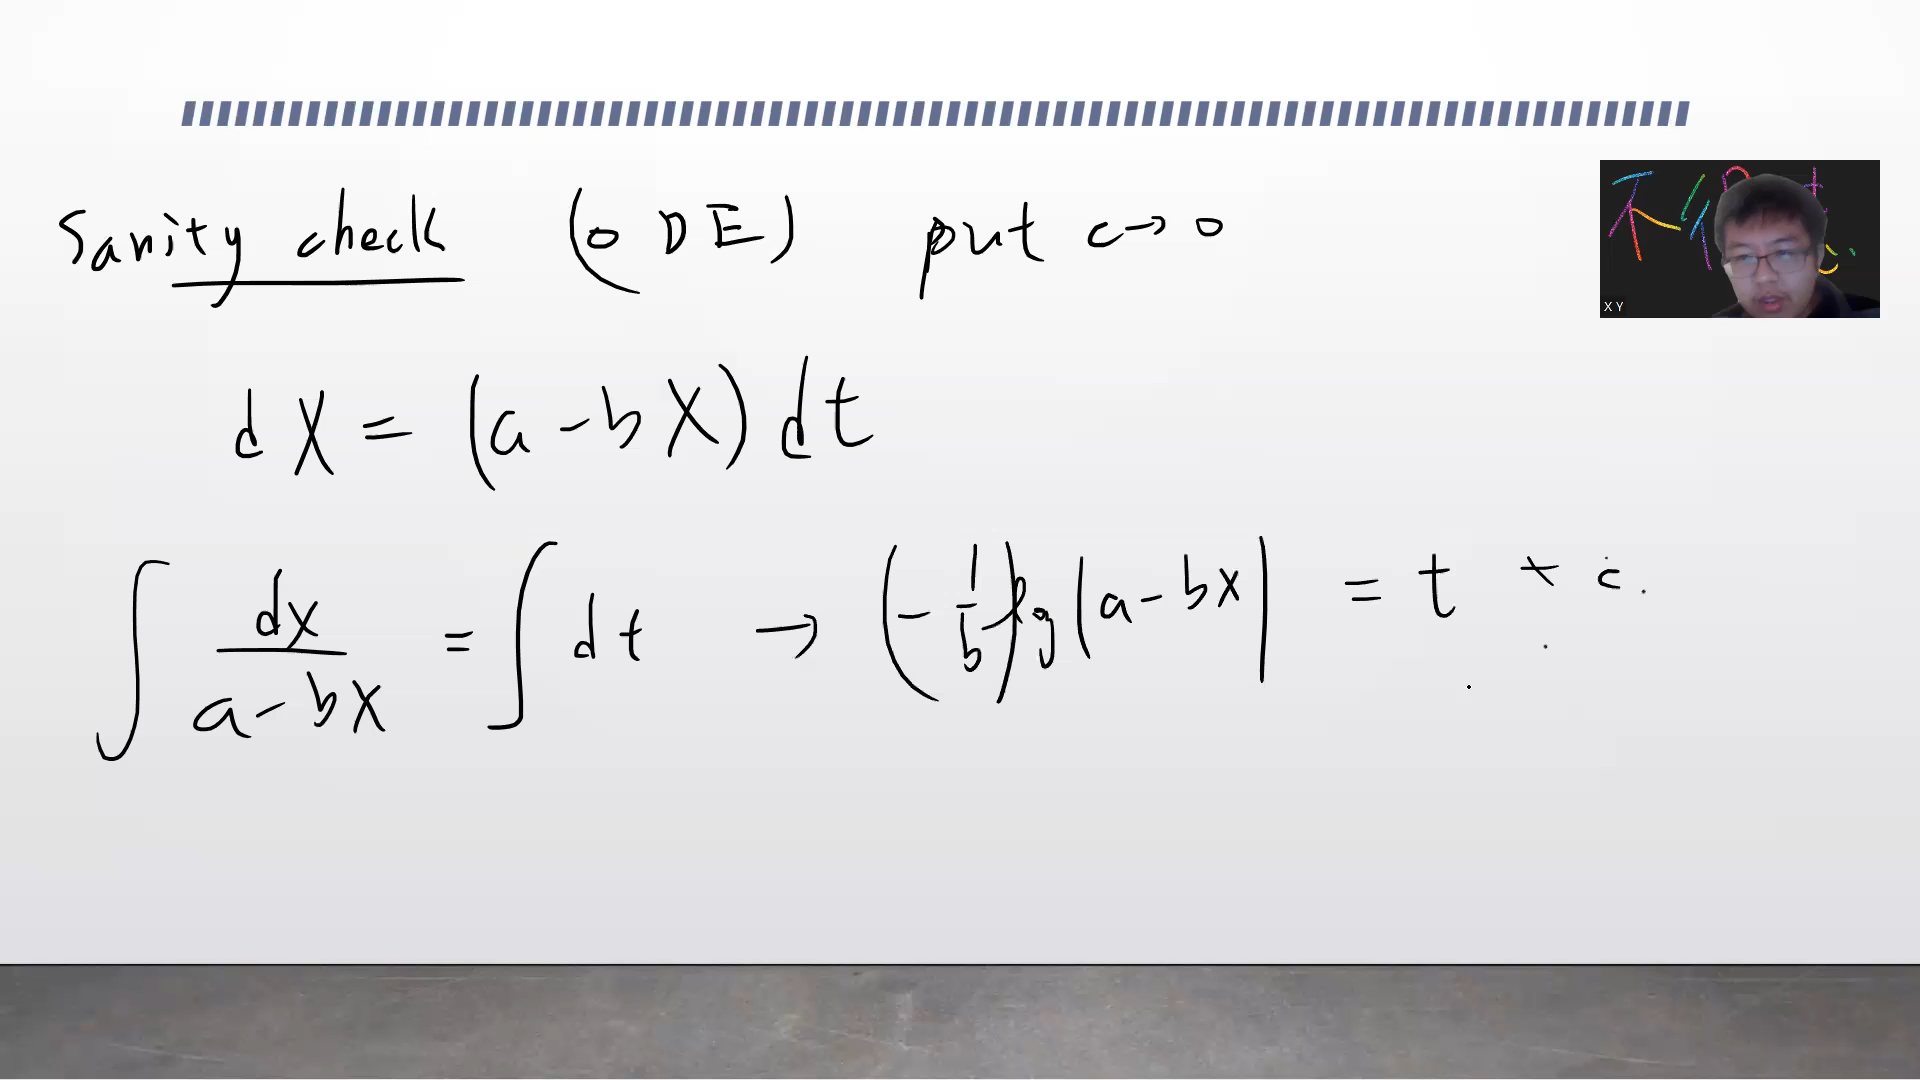 Sanity check (ODE) put c→0
dX = (a-bX) dt
∫ dx/(a-bx) = ∫ dt → (-1/b) log|a-bx| = t + c.
X Y